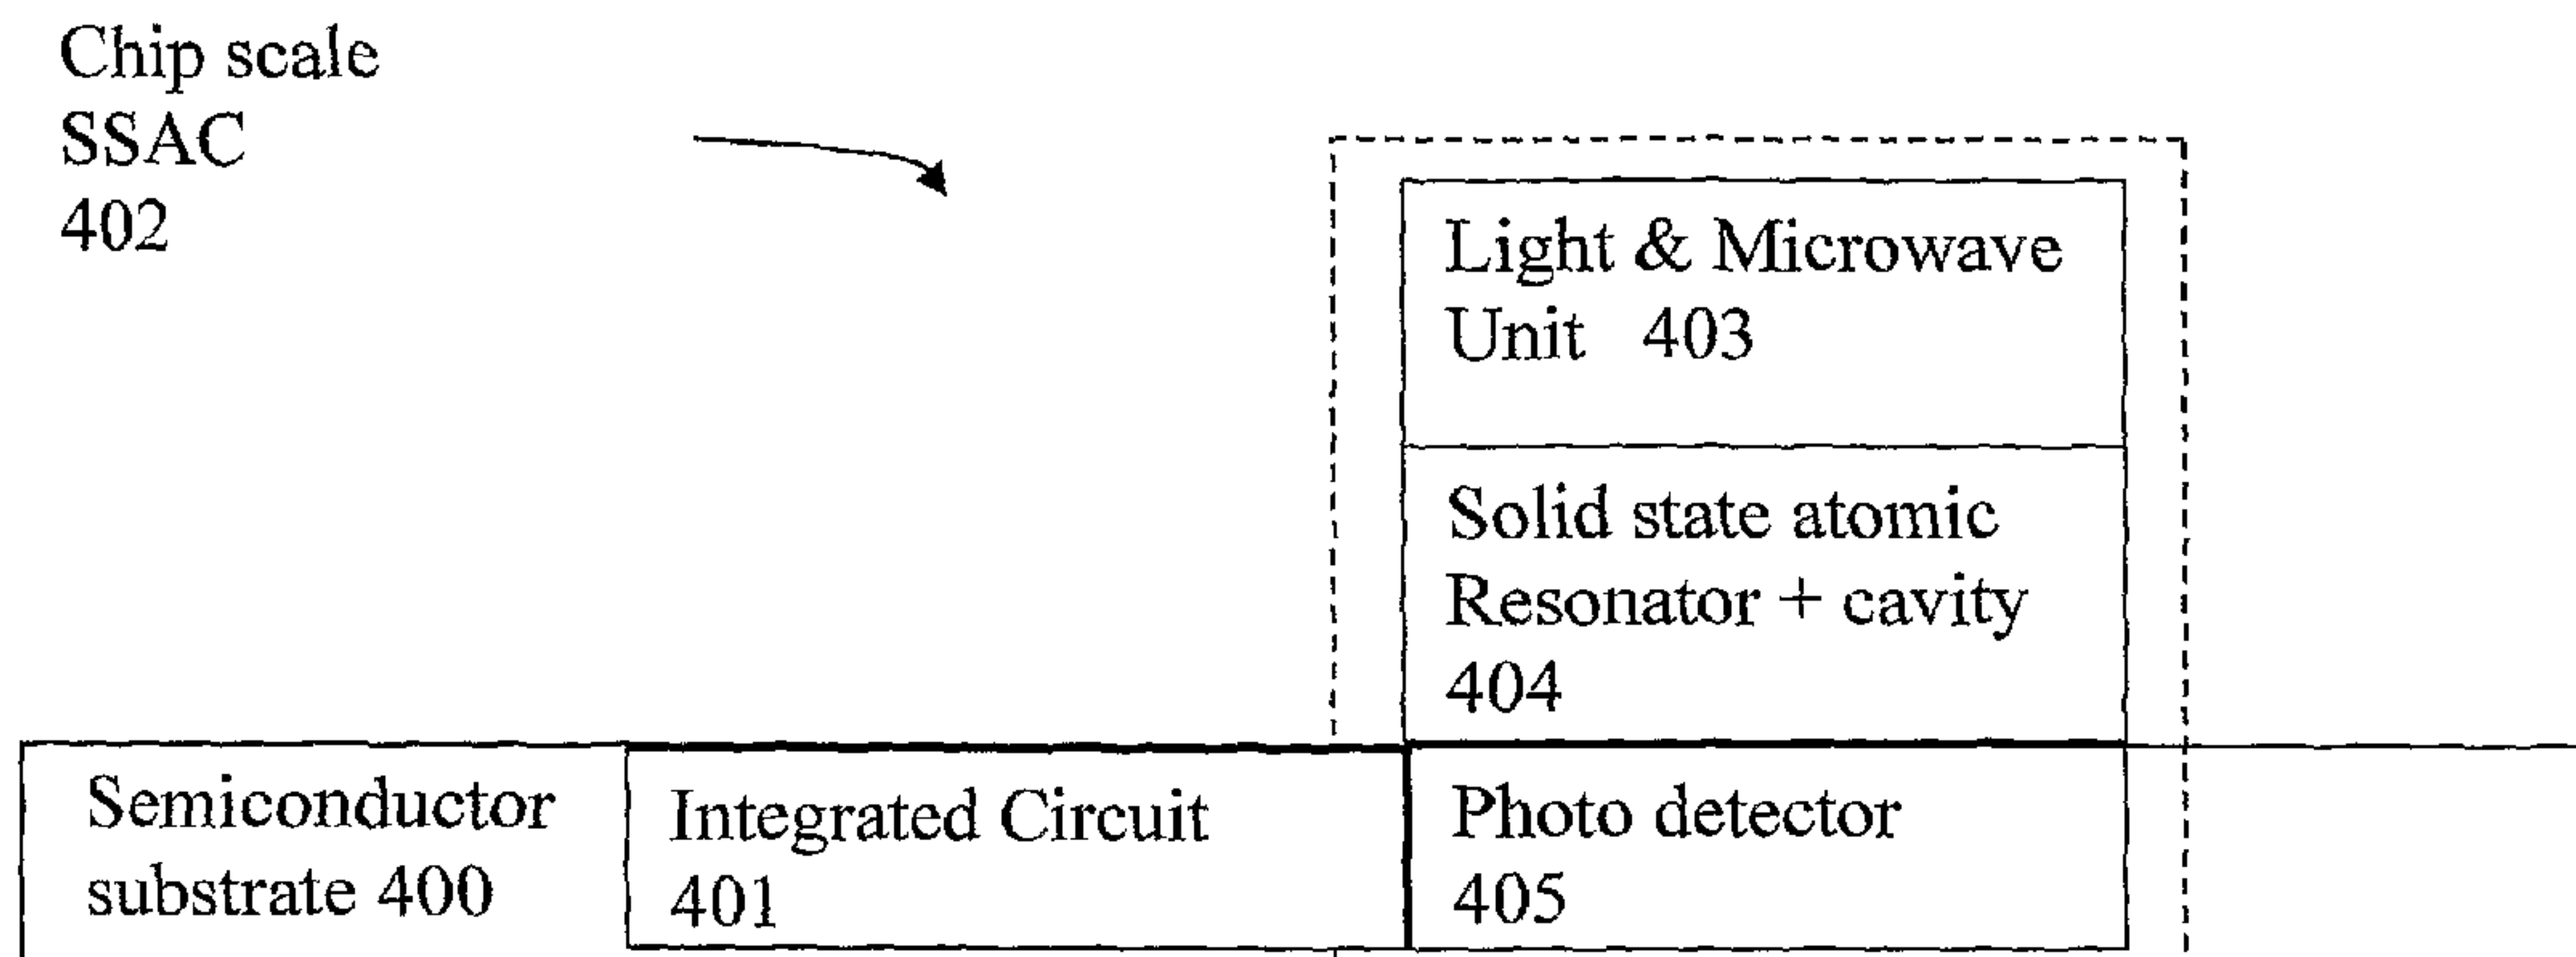 Chip scale
SSAC
402
Light & Microwave
Unit 403
Solid state atomic
Resonator + cavity
404
Semiconductor
substrate 400
Integrated Circuit
401
Photo detector
405